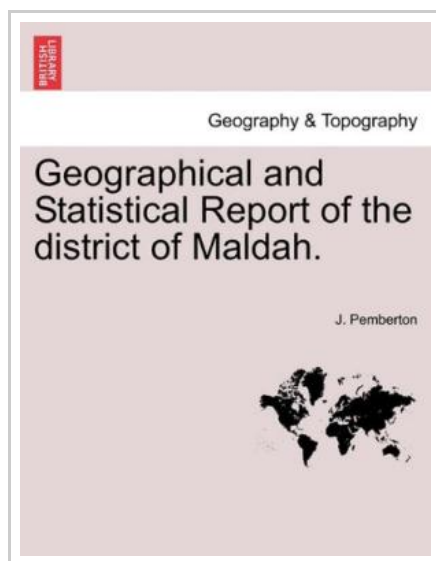 BRITISH
LIBRARY
Geography & Topography
Geographical and
Statistical Report of the
district of Maldah.
J. Pemberton